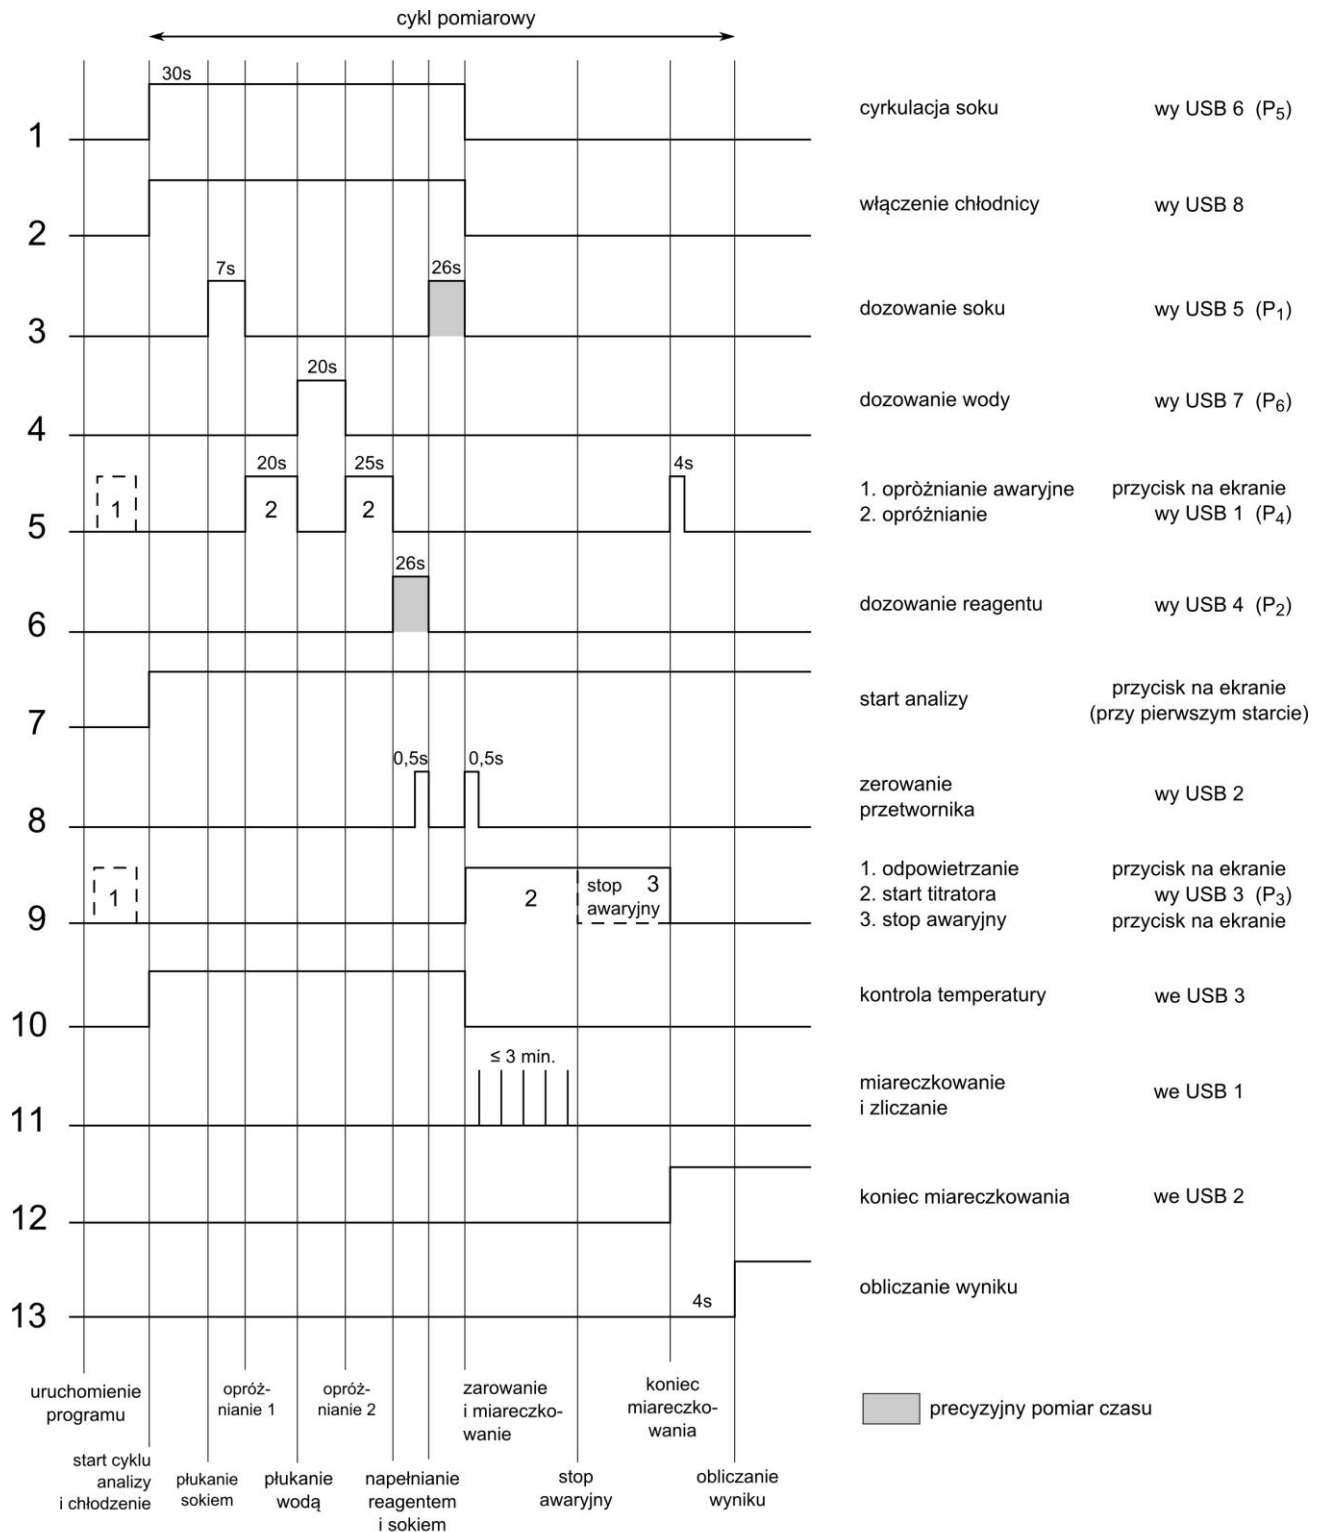 cykl pomiarowy
30s
1
cyrkulacja soku
wy USB 6 (P5)
2
włączenie chłodnicy
wy USB 8
7s
26s
3
dozowanie soku
wy USB 5 (P1)
20s
4
dozowanie wody
wy USB 7 (P6)
20s
25s
4s
1
2
2
5
1. opròżnianie awaryjne
przycisk na ekranie
2. opróżnianie
wy USB 1 (P4)
26s
6
dozowanie reagentu
wy USB 4 (P2)
7
start analizy
przycisk na ekranie
(przy pierwszym starcie)
0,5s
0,5s
8
zerowanie
przetwornika
wy USB 2
1
2
stop
awaryjny
3
9
1. odpowietrzanie
przycisk na ekranie
2. start titratora
wy USB 3 (P3)
3. stop awaryjny
przycisk na ekranie
10
kontrola temperatury
we USB 3
≤ 3 min.
11
miareczkowanie
i zliczanie
we USB 1
12
koniec miareczkowania
we USB 2
4s
13
obliczanie wyniku
uruchomienie
programu
opróż-
nianie 1
opróż-
nianie 2
zarowanie
i miareczko-
wanie
koniec
miareczko-
wania
precyzyjny pomiar czasu
start cyklu
analizy
i chłodzenie
płukanie
sokiem
płukanie
wodą
napełnianie
reagentem
i sokiem
stop
awaryjny
obliczanie
wyniku